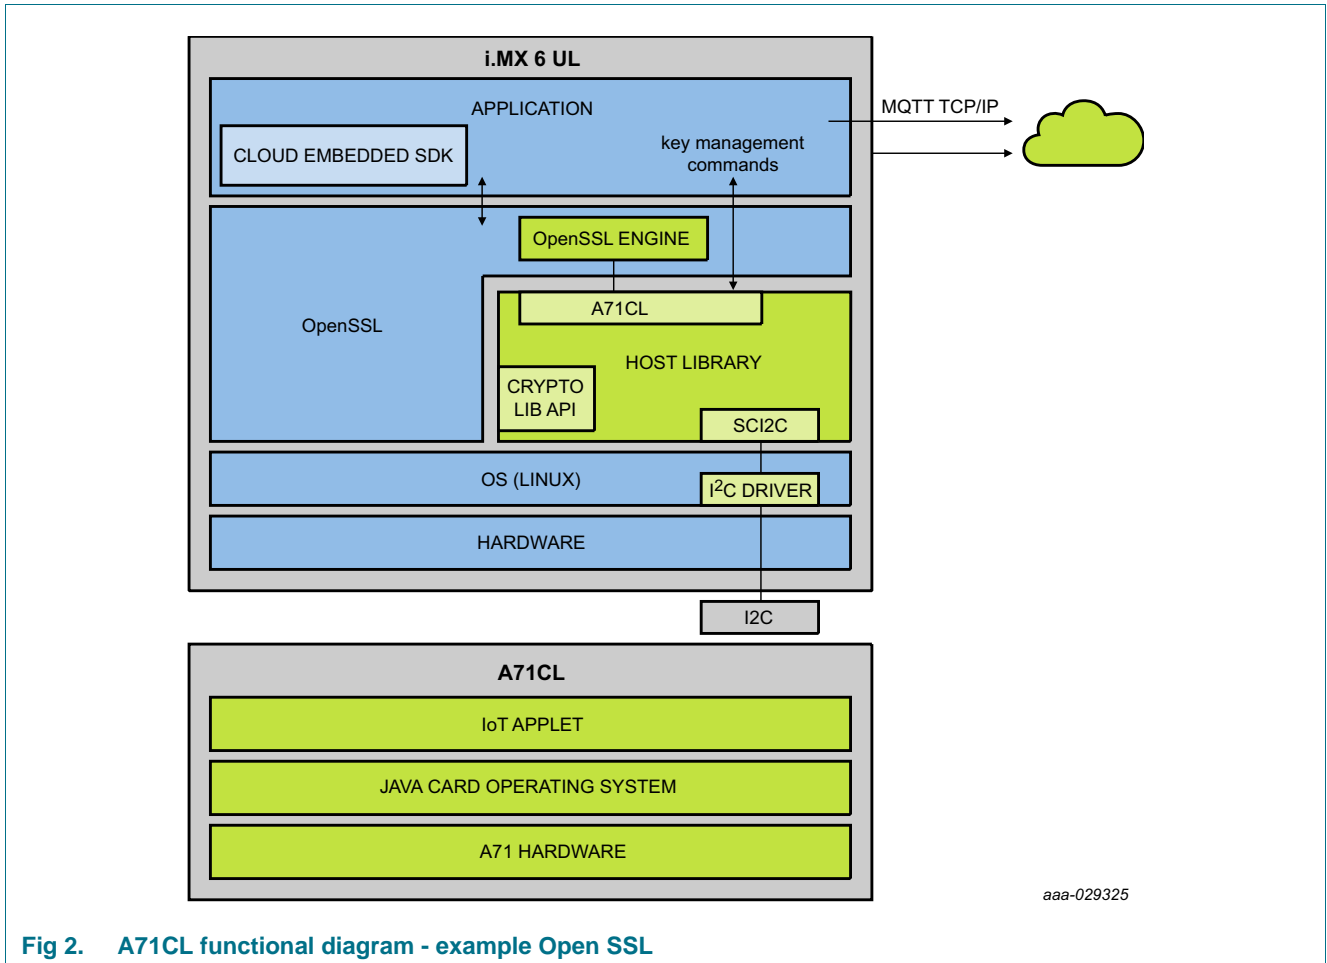 i.MX 6 UL
APPLICATION
MQTT TCP/IP
CLOUD EMBEDDED SDK
key management
commands
OpenSSL ENGINE
A71CL
OpenSSL
HOST LIBRARY
CRYPTO
LIB API
SCI2C
OS (LINUX)
I²C DRIVER
HARDWARE
I2C
A71CL
IoT APPLET
JAVA CARD OPERATING SYSTEM
A71 HARDWARE
aaa-029325
Fig 2. A71CL functional diagram - example Open SSL